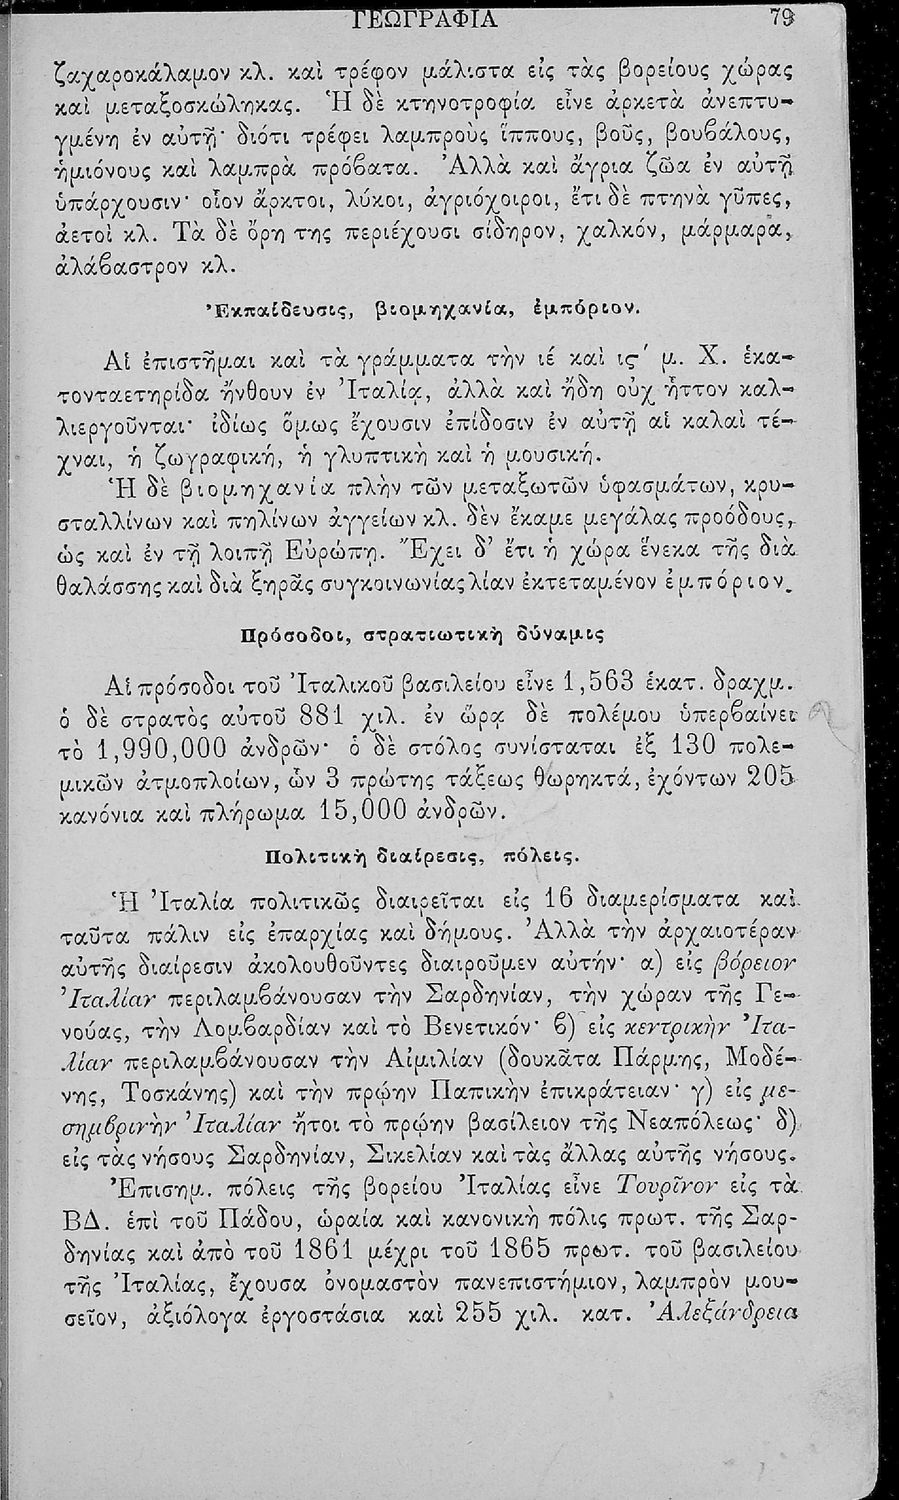 ΓΕΩΓΡΑΦΙΑ 79
ζαχαροκάλαμον κλ. καὶ τρέφον μάλιστα εἰς τὰς βορείους χώρας
καὶ μεταξοσκώληκας. Ἡ δὲ κτηνοτροφία εἶνε ἀρκετὰ ἀνεπτυ-
γμένη ἐν αὐτῇ· διότι τρέφει λαμπροὺς ἵππους, βοῦς, βουϐάλους,
ἡμιόνους καὶ λαμπρὰ πρόϐατα. Ἀλλὰ καὶ ἄγρια ζῶα ἐν αὐτῇ
ὑπάρχουσιν· οἷον ἄρκτοι, λύκοι, ἀγριόχοιροι, ἔτι δὲ πτηνὰ γῦπες,
ἀετοὶ κλ. Τὰ δὲ ὄρη της περιέχουσι σίδηρον, χαλκόν, μάρμαρα,
ἀλάϐαστρον κλ.
Ἐκπαίδευσις, βιομηχανία, ἐμπόριον.
Αἱ ἐπιστῆμαι καὶ τὰ γράμματα τὴν ιέ καὶ ις΄ μ. Χ. ἑκα-
τονταετηρίδα ἤνθουν ἐν Ἰταλίᾳ, ἀλλὰ καὶ ἤδη οὐχ ἧττον καλ-
λιεργοῦνται· ἰδίως ὅμως ἔχουσιν ἐπίδοσιν ἐν αὐτῇ αἱ καλαὶ τέ-
χναι, ἡ ζωγραφική, ἡ γλυπτικὴ καὶ ἡ μουσική.
Ἡ δὲ βιομηχανία πλὴν τῶν μεταξωτῶν ὑφασμάτων, κρυ-
σταλλίνων καὶ πηλίνων ἀγγείων κλ. δὲν ἔκαμε μεγάλας προόδους,
ὡς καὶ ἐν τῇ λοιπῇ Εὐρώπῃ. Ἔχει δ' ἔτι ἡ χώρα ἕνεκα τῆς διὰ
θαλάσσης καὶ διὰ ξηρᾶς συγκοινωνίας λίαν ἐκτεταμένον ἐμπόριον.
Πρόσοδοι, στρατιωτικὴ δύναμις
Αἱ πρόσοδοι τοῦ Ἰταλικοῦ βασιλείου εἶνε 1,563 ἑκατ. δραχμ.
ὁ δὲ στρατὸς αὐτοῦ 881 χιλ. ἐν ὥρᾳ δὲ πολέμου ὑπερϐαίνει
τὸ 1,990,000 ἀνδρῶν· ὁ δὲ στόλος συνίσταται ἐξ 130 πολε-
μικῶν ἀτμοπλοίων, ὧν 3 πρώτης τάξεως θωρηκτά, ἐχόντων 205
κανόνια καὶ πλήρωμα 15,000 ἀνδρῶν.
Πολιτικὴ διαίρεσις, πόλεις.
Ἡ Ἰταλία πολιτικῶς διαιρεῖται εἰς 16 διαμερίσματα καὶ
ταῦτα πάλιν εἰς ἐπαρχίας καὶ δήμους. Ἀλλὰ τὴν ἀρχαιοτέραν
αὐτῆς διαίρεσιν ἀκολουθοῦντες διαιροῦμεν αὐτήν· α) εἰς βόρειον
Ἰταλίαν περιλαμϐάνουσαν τὴν Σαρδηνίαν, τὴν χώραν τῆς Γε-
νούας, τὴν Λομϐαρδίαν καὶ τὸ Βενετικόν· ϐ) εἰς κεντρικὴν Ἰτα-
λίαν περιλαμϐάνουσαν τὴν Αἰμιλίαν (δουκᾶτα Πάρμης, Μοδέ-
νης, Τοσκάνης) καὶ τὴν πρῴην Παπικὴν ἐπικράτειαν· γ) εἰς με-
σημϐρινὴν Ἰταλίαν ἤτοι τὸ πρῴην βασίλειον τῆς Νεαπόλεως· δ)
εἰς τὰς νήσους Σαρδηνίαν, Σικελίαν καὶ τὰς ἄλλας αὐτῆς νήσους.
Ἐπισημ. πόλεις τῆς βορείου Ἰταλίας εἶνε Τουρῖνον εἰς τὰ
ΒΔ. ἐπὶ τοῦ Πάδου, ὡραία καὶ κανονικὴ πόλις πρωτ. τῆς Σαρ-
δηνίας καὶ ἀπὸ τοῦ 1861 μέχρι τοῦ 1865 πρωτ. τοῦ βασιλείου
τῆς Ἰταλίας, ἔχουσα ὀνομαστὸν πανεπιστήμιον, λαμπρὸν μου-
σεῖον, ἀξιόλογα ἐργοστάσια καὶ 255 χιλ. κατ. Ἀλεξάνδρεια